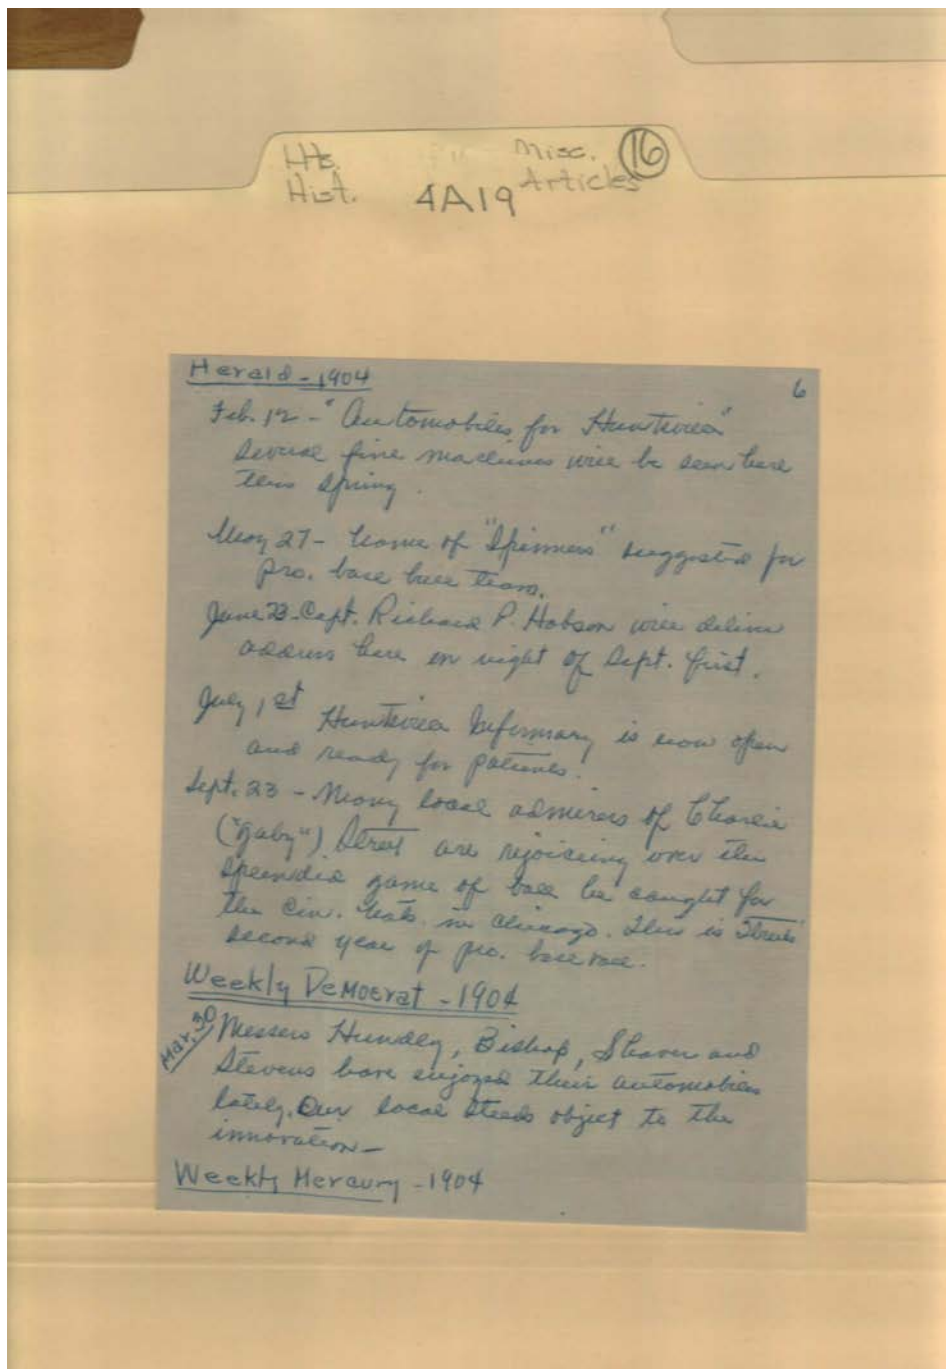 Hts. Misc. 16
Hist. 4A19 Articles
Herald - 1904 6
Feb. 12 - "Automobiles for Huntsville"
Several fine machines will be seen here
this Spring.
May 27 - Name of "Spinners" suggested for
pro. base ball team.
June 23 - Capt. Richard P. Hobson will deliver
address here on night of Sept. first.
July 1st Huntsville Infirmary is now open
and ready for patients.
Sept. 23 - Many local admirers of Charlie
("Gaby") Street are rejoicing over the
splendid game of ball he caught for
the Cin. Nats. in Chicago. This is Streets'
second year of pro. base ball.
Weekly Democrat - 1904
Mar. 30 Messers Hundley, Bishop, Shaver and
Stevens have enjoyed their automobiles
lately. Our local steeds object to the
innovation -
Weekly Mercury - 1904